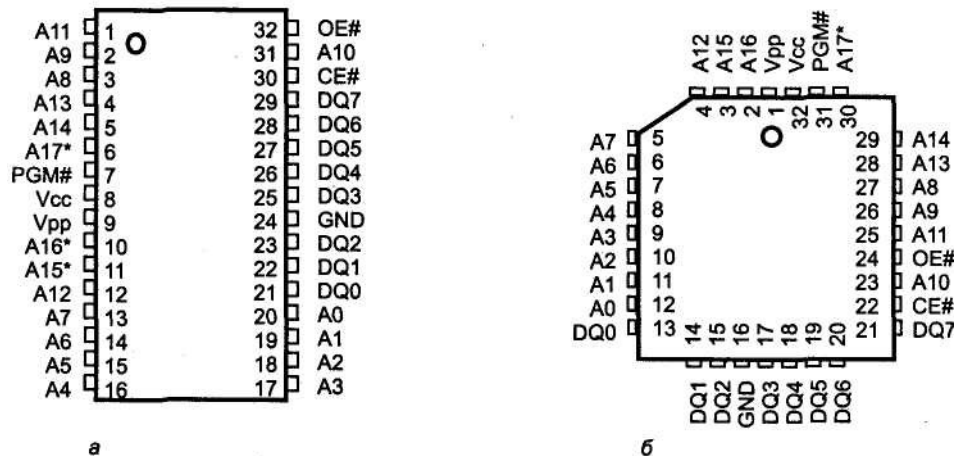 A11 1 32 OE#
A9 2 31 A10
A8 3 30 CE#
A13 4 29 DQ7
A14 5 28 DQ6
A17* 6 27 DQ5
PGM# 7 26 DQ4
Vcc 8 25 DQ3
Vpp 9 24 GND
A16* 10 23 DQ2
A15* 11 22 DQ1
A12 12 21 DQ0
A7 13 20 A0
A6 14 19 A1
A5 15 18 A2
A4 16 17 A3
а
A12 A15 A16 Vpp Vcc PGM# A17*
4 3 2 1 32 31 30
A7 5 29 A14
A6 6 28 A13
A5 7 27 A8
A4 8 26 A9
A3 9 25 A11
A2 10 24 OE#
A1 11 23 A10
A0 12 22 CE#
DQ0 13 21 DQ7
14 15 16 17 18 19 20
DQ1 DQ2 GND DQ3 DQ4 DQ5 DQ6
б